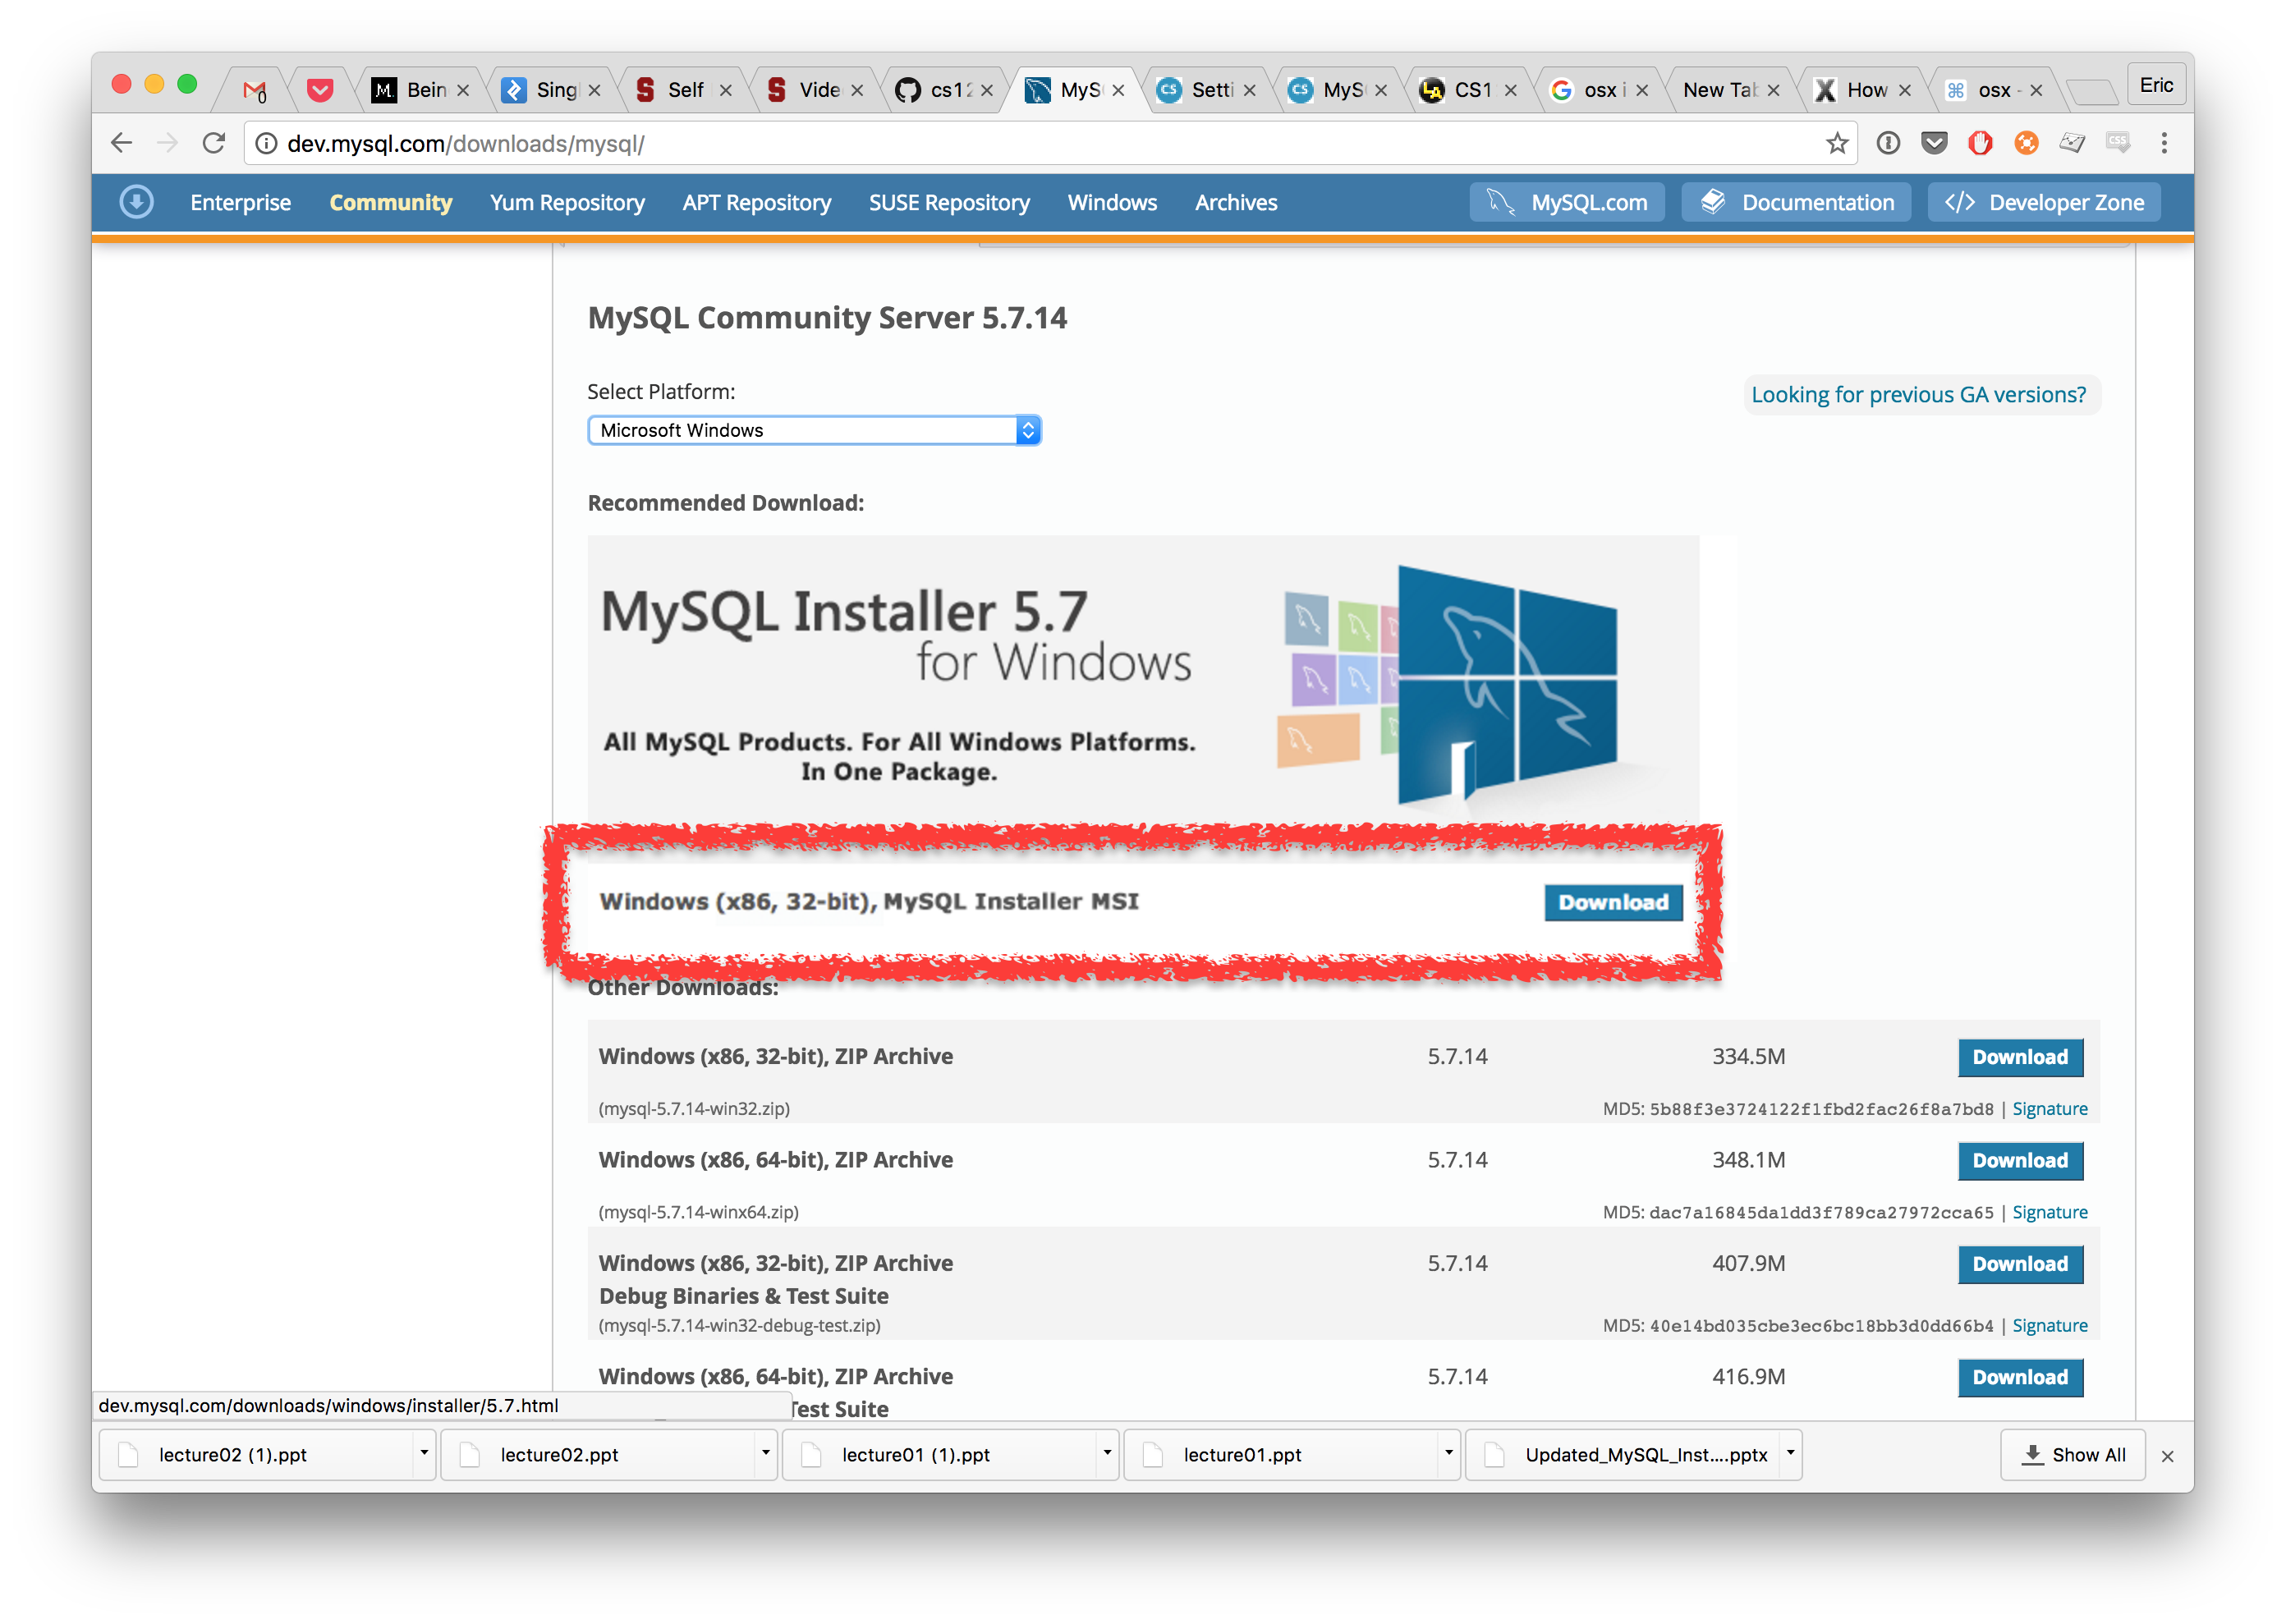 Bein
Sing
Self
Vide
cs12
MyS
Setti
MyS
CS1
osx i
New Tab
How
osx -
Eric
dev.mysql.com/downloads/mysql/
Enterprise Community Yum Repository APT Repository SUSE Repository Windows Archives MySQL.com Documentation </> Developer Zone
MySQL Community Server 5.7.14
Select Platform:
Looking for previous GA versions?
Microsoft Windows
Recommended Download:
MySQL Installer 5.7
for Windows
All MySQL Products. For All Windows Platforms.
In One Package.
Windows (x86, 32-bit), MySQL Installer MSI Download
Other Downloads:
Windows (x86, 32-bit), ZIP Archive 5.7.14 334.5M Download
(mysql-5.7.14-win32.zip) MD5: 5b88f3e3724122f1fbd2fac26f8a7bd8 | Signature
Windows (x86, 64-bit), ZIP Archive 5.7.14 348.1M Download
(mysql-5.7.14-winx64.zip) MD5: dac7a16845da1dd3f789ca27972cca65 | Signature
Windows (x86, 32-bit), ZIP Archive 5.7.14 407.9M Download
Debug Binaries & Test Suite
(mysql-5.7.14-win32-debug-test.zip) MD5: 40e14bd035cbe3ec6bc18bb3d0dd66b4 | Signature
Windows (x86, 64-bit), ZIP Archive 5.7.14 416.9M Download
dev.mysql.com/downloads/windows/installer/5.7.html
Test Suite
lecture02 (1).ppt
lecture02.ppt
lecture01 (1).ppt
lecture01.ppt
Updated_MySQL_Inst....pptx
Show All